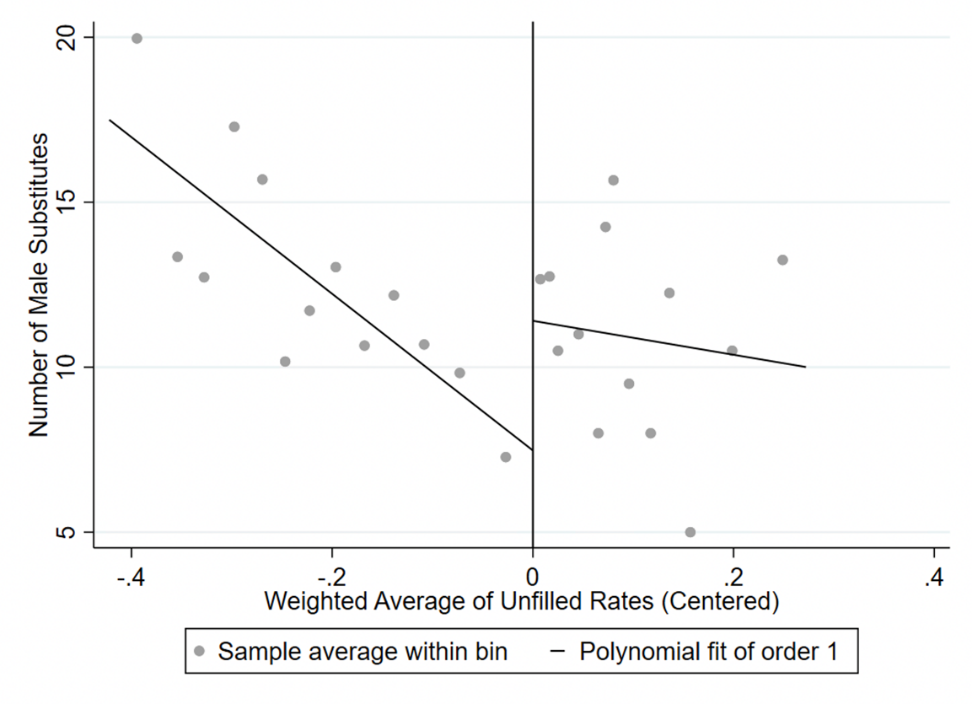 20
15
10
5
Number of Male Substitutes
-.4 -.2 0 .2 .4
Weighted Average of Unfilled Rates (Centered)
Sample average within bin Polynomial fit of order 1